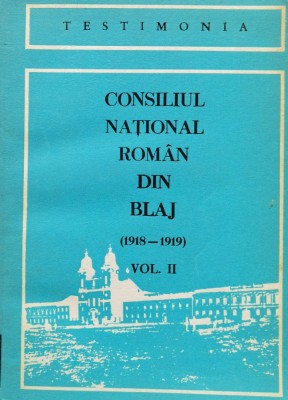 TESTIMONIA
CONSILIUL
NAȚIONAL
ROMÂN
DIN
BLAJ
(1918—1919)
VOL. II